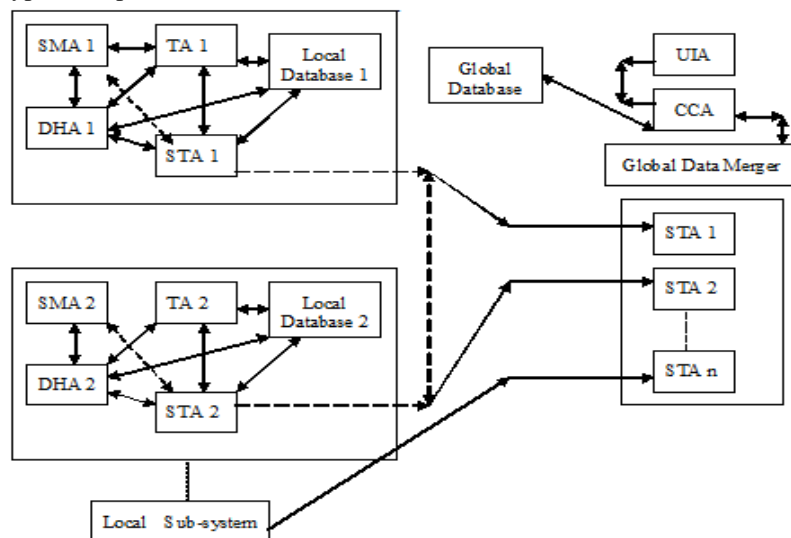 SMA 1
TA 1
Local
Database 1
DHA 1
STA 1
Global
Database
UIA
CCA
Global Data Merger
STA 1
STA 2
STA n
SMA 2
TA 2
Local
Database 2
DHA 2
STA 2
Local Sub-system